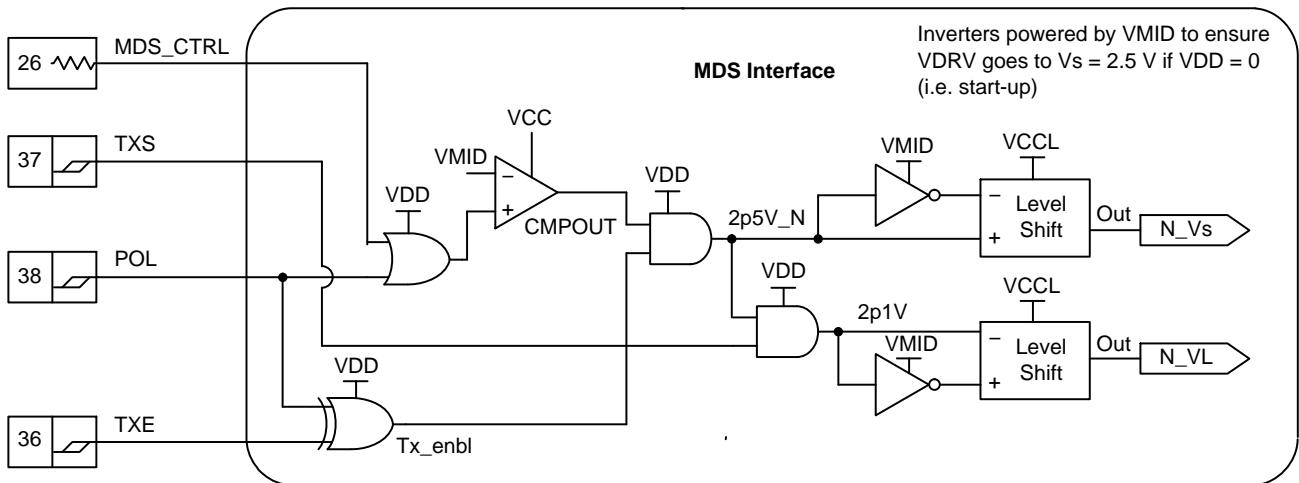 Inverters powered by VMID to ensure
VDRV goes to Vs = 2.5 V if VDD = 0
(i.e. start-up)
MDS Interface
26
MDS_CTRL
37
TXS
38
POL
36
TXE
VDD
VMID
VCC
−
+
CMPOUT
VDD
Tx_enbl
VDD
2p5V_N
VDD
2p1V
VMID
VCCL
−
+
Level
Shift
Out
N_Vs
VMID
VCCL
−
+
Level
Shift
Out
N_VL